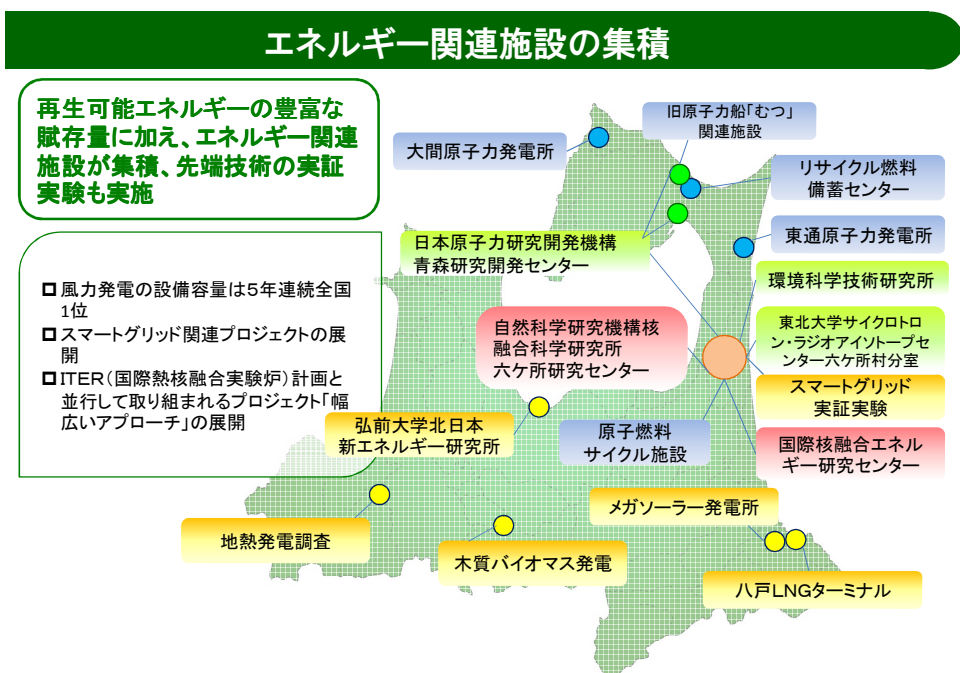 エネルギー関連施設の集積
再生可能エネルギーの豊富な
賦存量に加え、エネルギー関連
施設が集積、先端技術の実証
実験も実施
風力発電の設備容量は5年連続全国
1位
スマートグリッド関連プロジェクトの展
開
ITER(国際熱核融合実験炉)計画と
並行して取り組まれるプロジェクト「幅
広いアプローチ」の展開
旧原子力船「むつ」
関連施設
大間原子力発電所
リサイクル燃料
備蓄センター
日本原子力研究開発機構
青森研究開発センター
東通原子力発電所
環境科学技術研究所
自然科学研究機構核
融合科学研究所
六ケ所研究センター
東北大学サイクロトロ
ン・ラジオアイソトープセ
ンター六ケ所村分室
スマートグリッド
実証実験
弘前大学北日本
新エネルギー研究所
原子燃料
サイクル施設
国際核融合エネル
ギー研究センター
メガソーラー発電所
地熱発電調査
木質バイオマス発電
八戸LNGターミナル